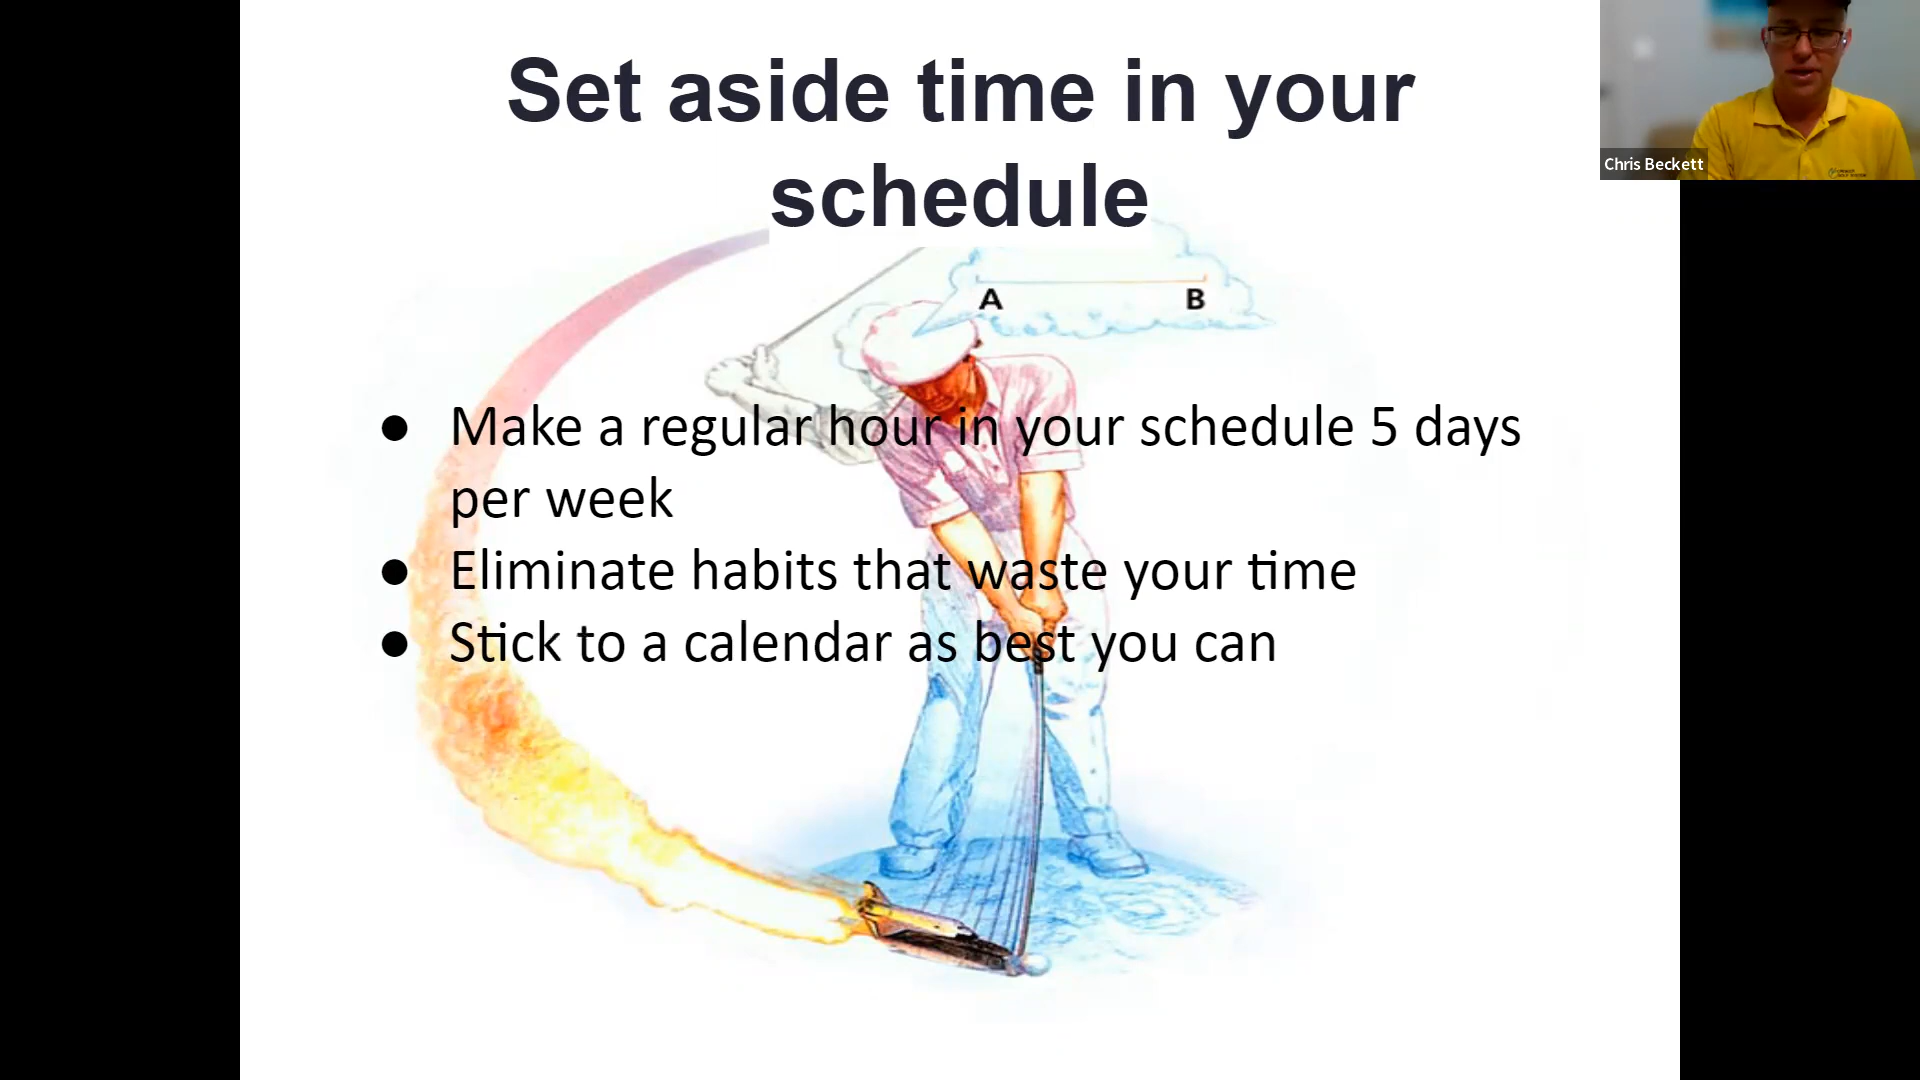 Set aside time in your
schedule
Chris Beckett
A B
● Make a regular hour in your schedule 5 days
per week
● Eliminate habits that waste your time
● Stick to a calendar as best you can